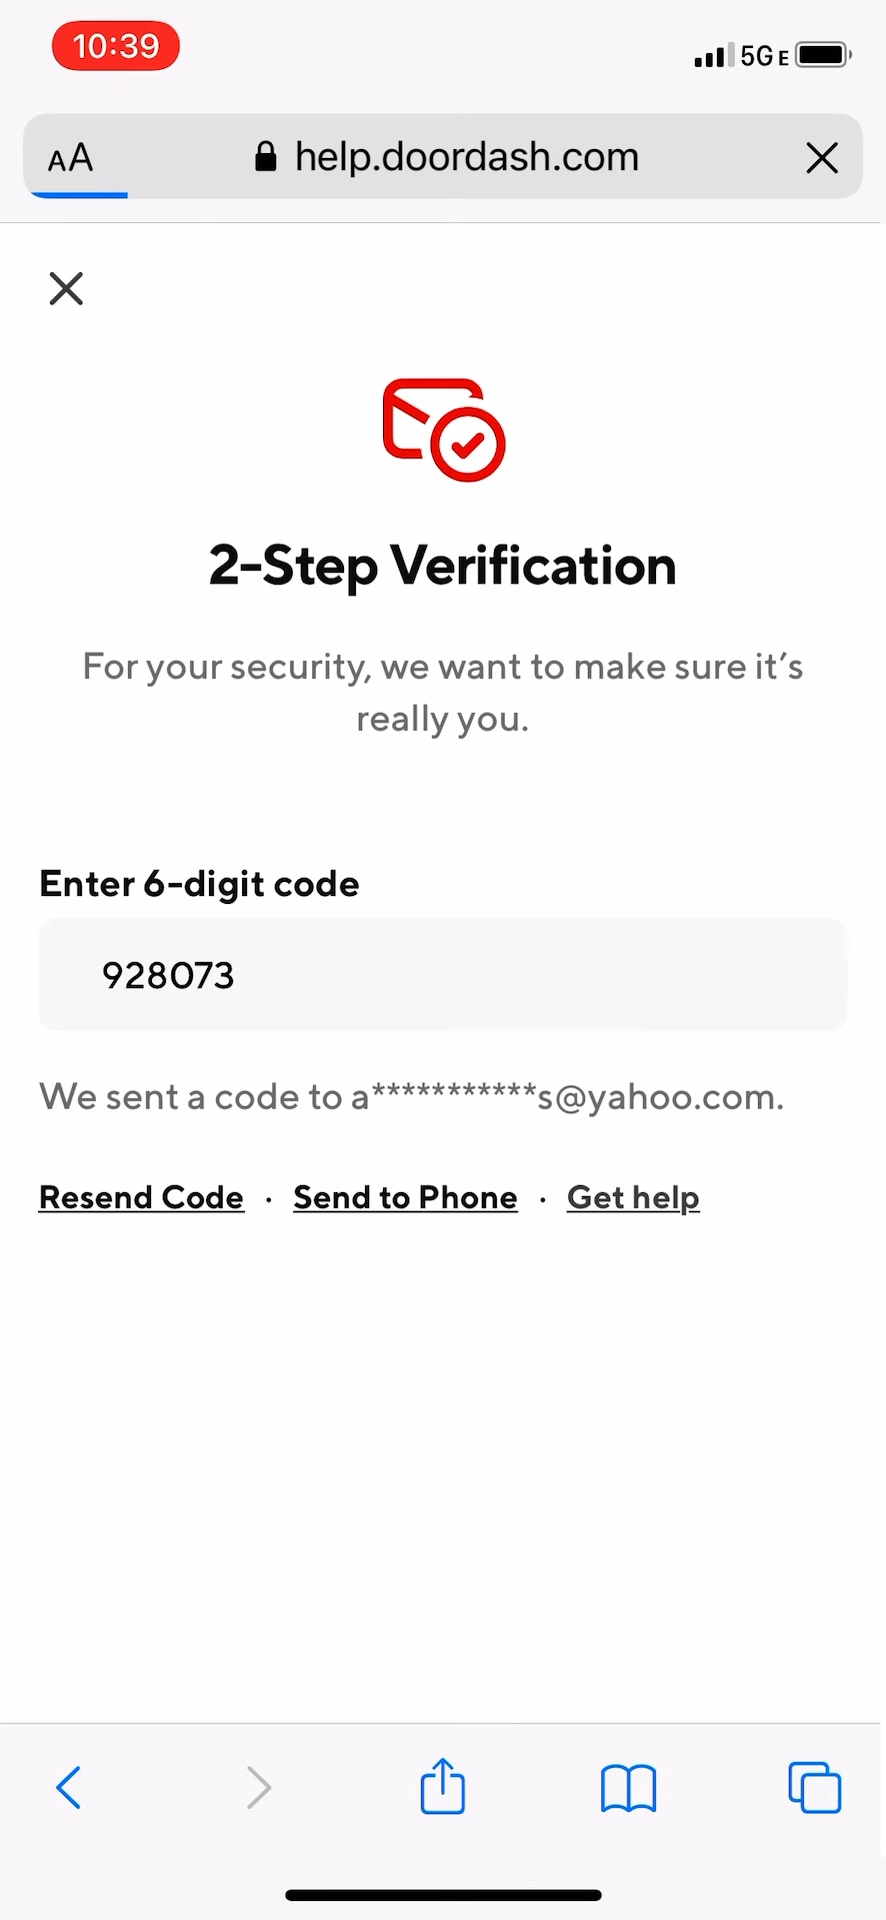 10:39
5GE
AA
help.doordash.com
2-Step Verification
For your security, we want to make sure it’s
really you.
Enter 6-digit code
928073
We sent a code to a***********s@yahoo.com.
Resend Code · Send to Phone · Get help